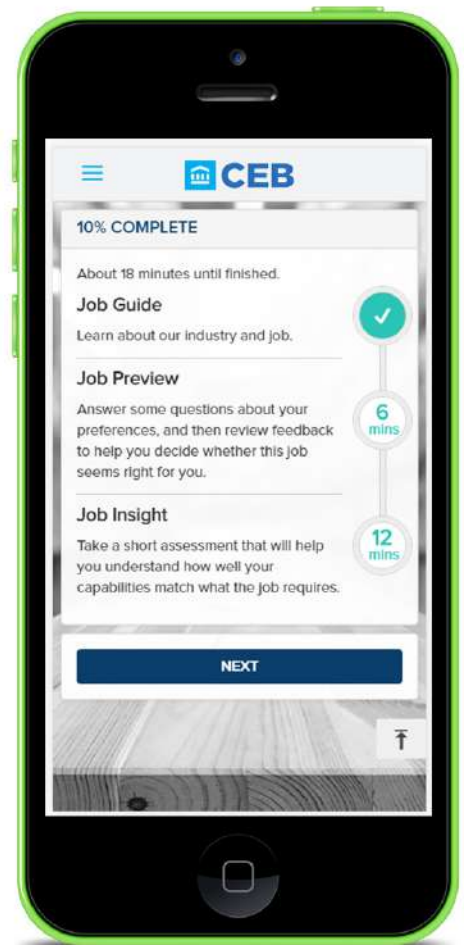 CEB
10% COMPLETE
About 18 minutes until finished.
Job Guide
Learn about our industry and job.
Job Preview
Answer some questions about your
preferences, and then review feedback
to help you decide whether this job
seems right for you.
6
mins
Job Insight
Take a short assessment that will help
you understand how well your
capabilities match what the job requires.
12
mins
NEXT